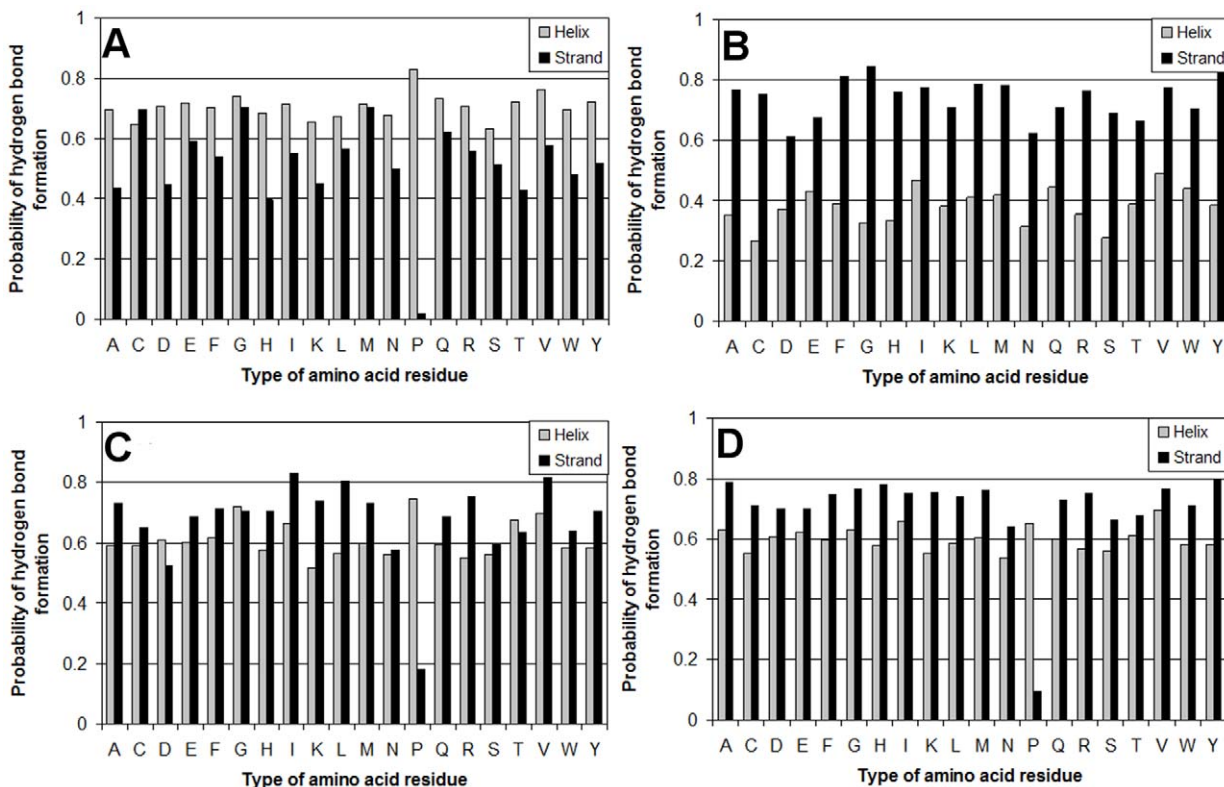 A
Helix
Strand
Probability of hydrogen bond
formation
1
0.8
0.6
0.4
0.2
0
A C D E F G H I K L M N P Q R S T V W Y
Type of amino acid residue
B
Helix
Strand
Probability of hydrogen bond
formation
1
0.8
0.6
0.4
0.2
0
A C D E F G H I K L M N Q R S T V W Y
Type of amino acid residue
C
Helix
Strand
Probability of hydrogen bond
formation
1
0.8
0.6
0.4
0.2
0
A C D E F G H I K L M N P Q R S T V W Y
Type of amino acid residue
D
Helix
Strand
Probability of hydrogen bond
formation
1
0.8
0.6
0.4
0.2
0
A C D E F G H I K L M N P Q R S T V W Y
Type of amino acid residue